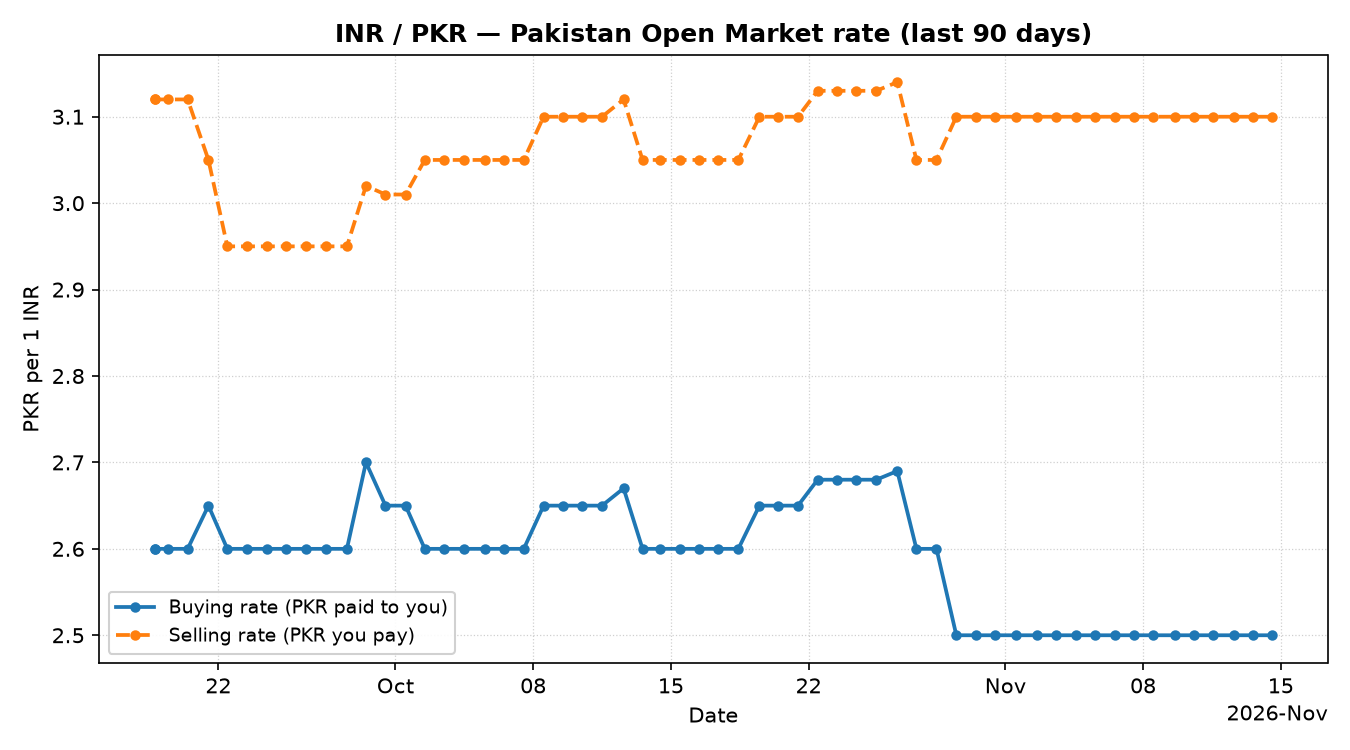 INR / PKR — Pakistan Open Market rate (last 90 days)
PKR per 1 INR
3.1
3.0
2.9
2.8
2.7
2.6
2.5
Buying rate (PKR paid to you)
Selling rate (PKR you pay)
22 Oct 08 15 22 Nov 08 15
Date
2026-Nov